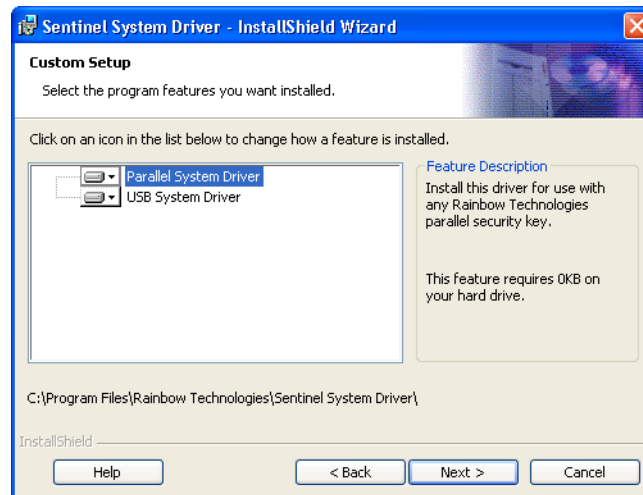 Sentinel System Driver - InstallShield Wizard
Custom Setup
Select the program features you want installed.
Click on an icon in the list below to change how a feature is installed.
Parallel System Driver
USB System Driver
Feature Description
Install this driver for use with
any Rainbow Technologies
parallel security key.
This feature requires 0KB on
your hard drive.
C:\Program Files\Rainbow Technologies\Sentinel System Driver\
InstallShield
Help
< Back
Next >
Cancel